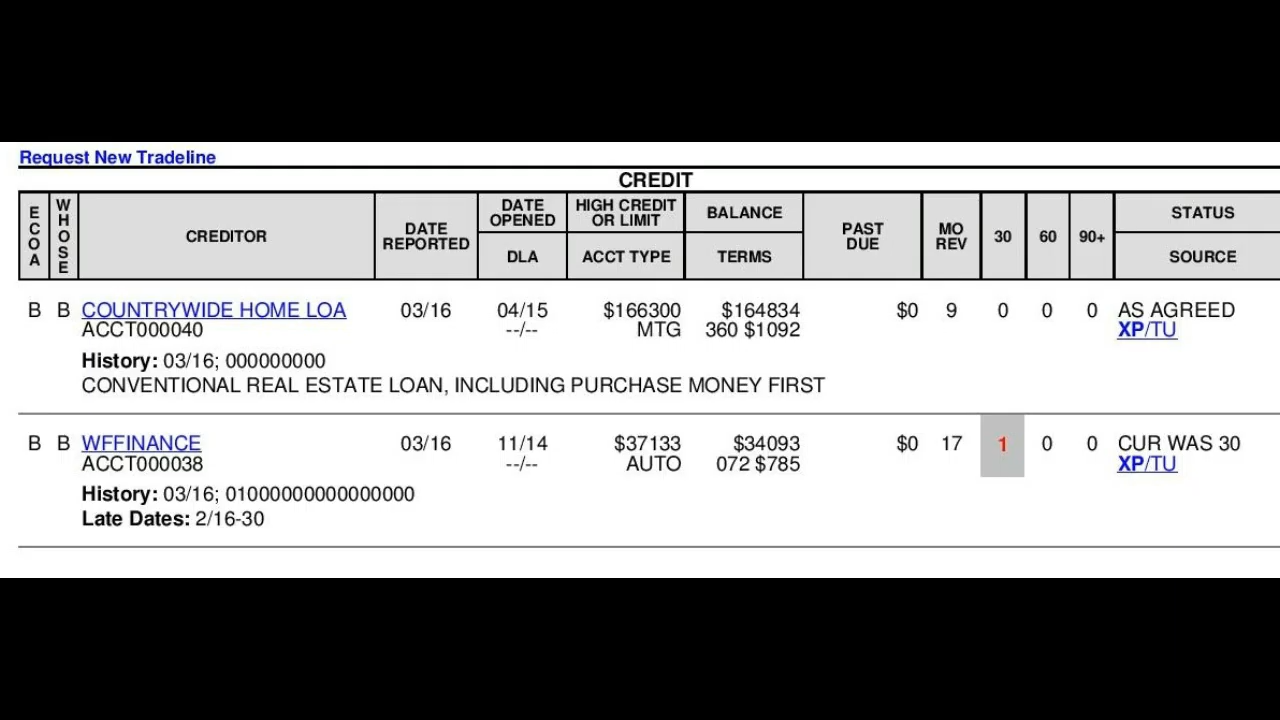 Request New Tradeline
CREDIT
ECOA WHOSE CREDITOR DATE REPORTED DATE OPENED HIGH CREDIT OR LIMIT BALANCE PAST DUE MO REV 30 60 90+ STATUS
DLA ACCT TYPE TERMS SOURCE
B B COUNTRYWIDE HOME LOA 03/16 04/15 $166300 $164834 $0 9 0 0 0 AS AGREED
ACCT000040 --/-- MTG 360 $1092 XP/TU
History: 03/16; 000000000
CONVENTIONAL REAL ESTATE LOAN, INCLUDING PURCHASE MONEY FIRST
B B WFFINANCE 03/16 11/14 $37133 $34093 $0 17 1 0 0 CUR WAS 30
ACCT000038 --/-- AUTO 072 $785 XP/TU
History: 03/16; 01000000000000000
Late Dates: 2/16-30